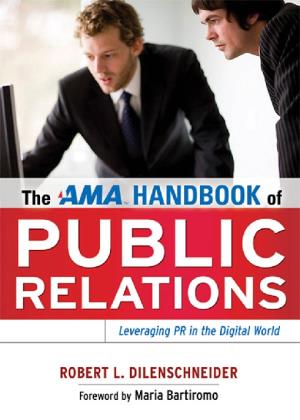 The AMA HANDBOOK of
PUBLIC
RELATIONS
Leveraging PR in the Digital World
ROBERT L. DILENSCHNEIDER
Foreword by Maria Bartiromo